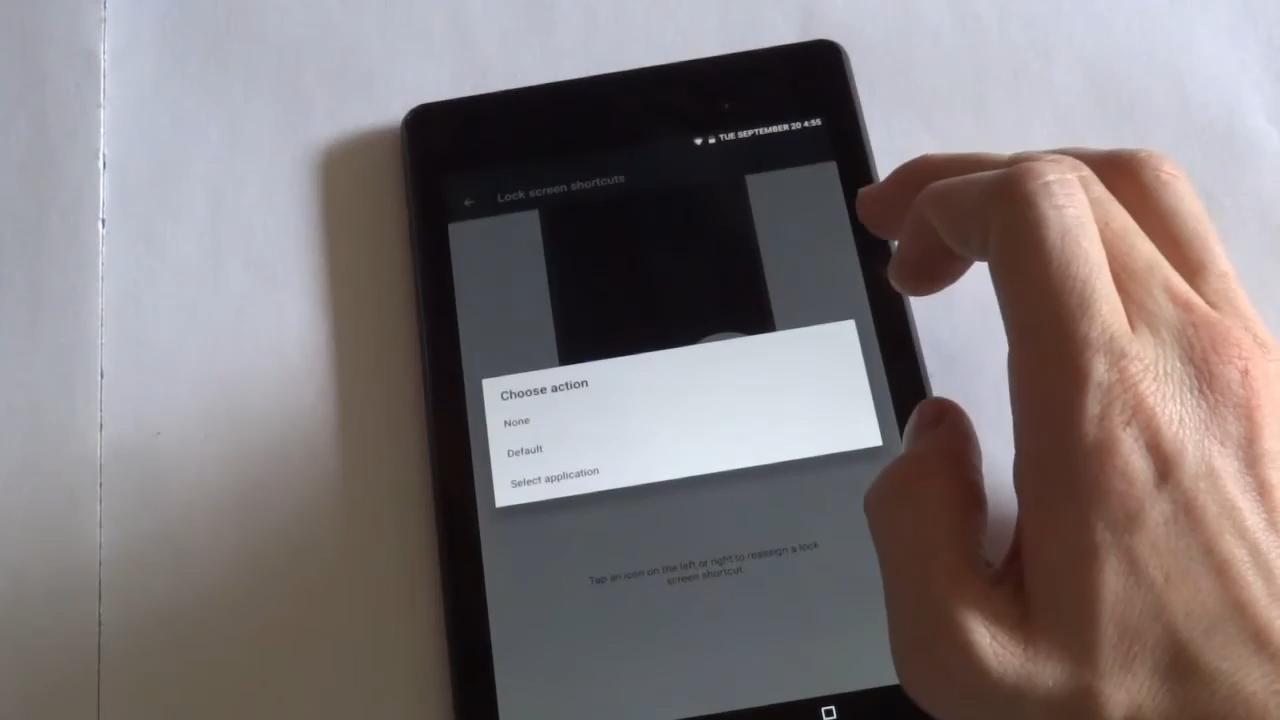 TUE SEPTEMBER 20 4:55
Lock screen shortcuts
Choose action
None
Default
Select application
Tap an icon on the left or right to reassign a lock
screen shortcut.